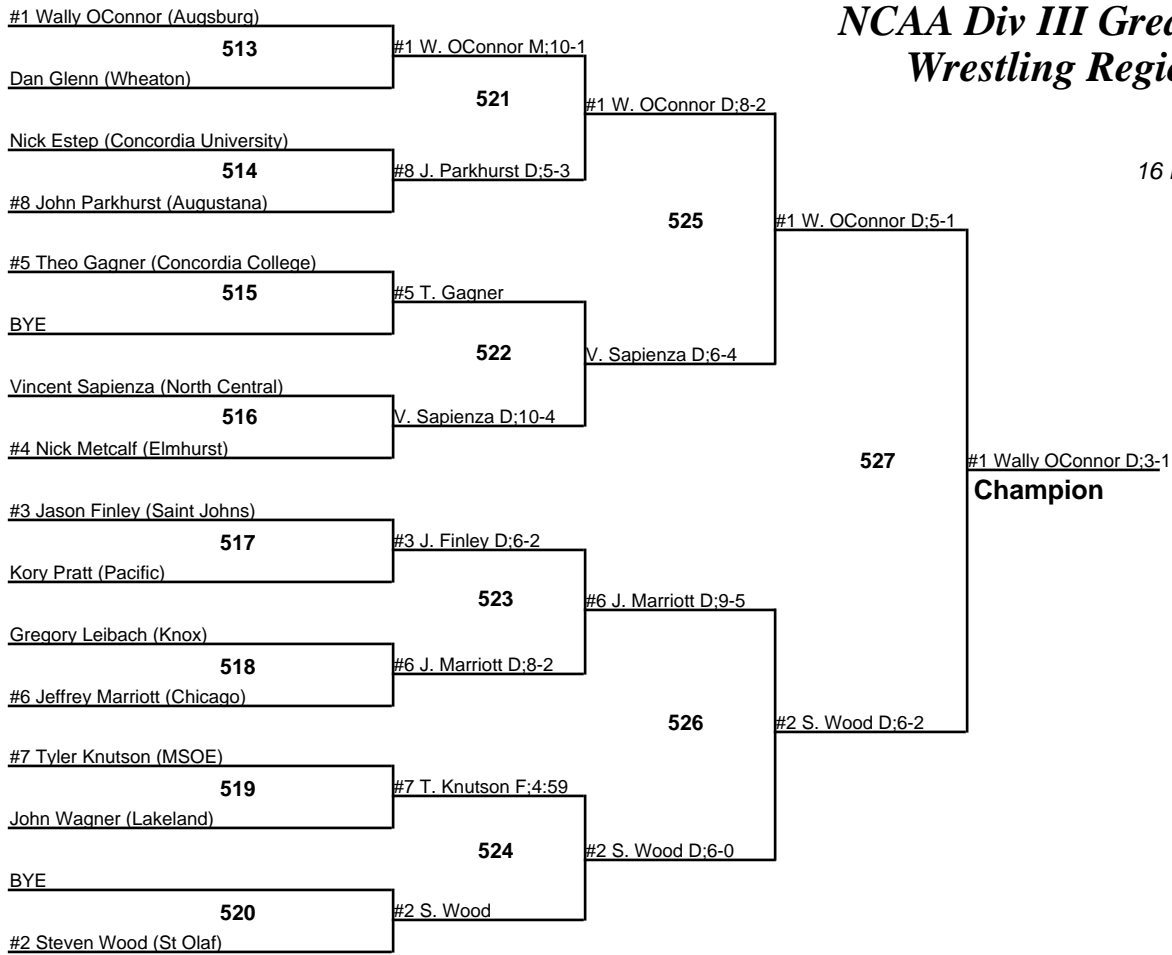 NCAA Div III Grea
Wrestling Regio
16
#1 Wally OConnor (Augsburg)
513
Dan Glenn (Wheaton)
#1 W. OConnor M;10-1
521
Nick Estep (Concordia University)
514
#8 John Parkhurst (Augustana)
#8 J. Parkhurst D;5-3
#1 W. OConnor D;8-2
525
#5 Theo Gagner (Concordia College)
515
BYE
#5 T. Gagner
522
Vincent Sapienza (North Central)
516
#4 Nick Metcalf (Elmhurst)
V. Sapienza D;10-4
V. Sapienza D;6-4
#1 W. OConnor D;5-1
527
#1 Wally OConnor D;3-1
Champion
#3 Jason Finley (Saint Johns)
517
Kory Pratt (Pacific)
#3 J. Finley D;6-2
523
Gregory Leibach (Knox)
518
#6 Jeffrey Marriott (Chicago)
#6 J. Marriott D;8-2
#6 J. Marriott D;9-5
526
#2 S. Wood D;6-2
#7 Tyler Knutson (MSOE)
519
John Wagner (Lakeland)
#7 T. Knutson F;4:59
524
#2 S. Wood D;6-0
BYE
520
#2 Steven Wood (St Olaf)
#2 S. Wood